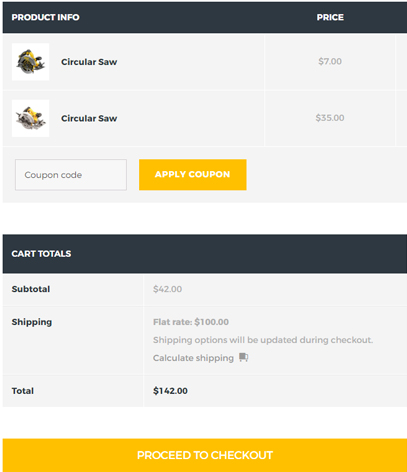 PRODUCT INFO PRICE
Circular Saw $7.00
Circular Saw $35.00
Coupon code APPLY COUPON
CART TOTALS
Subtotal $42.00
Shipping Flat rate: $100.00
Shipping options will be updated during checkout.
Calculate shipping
Total $142.00
PROCEED TO CHECKOUT